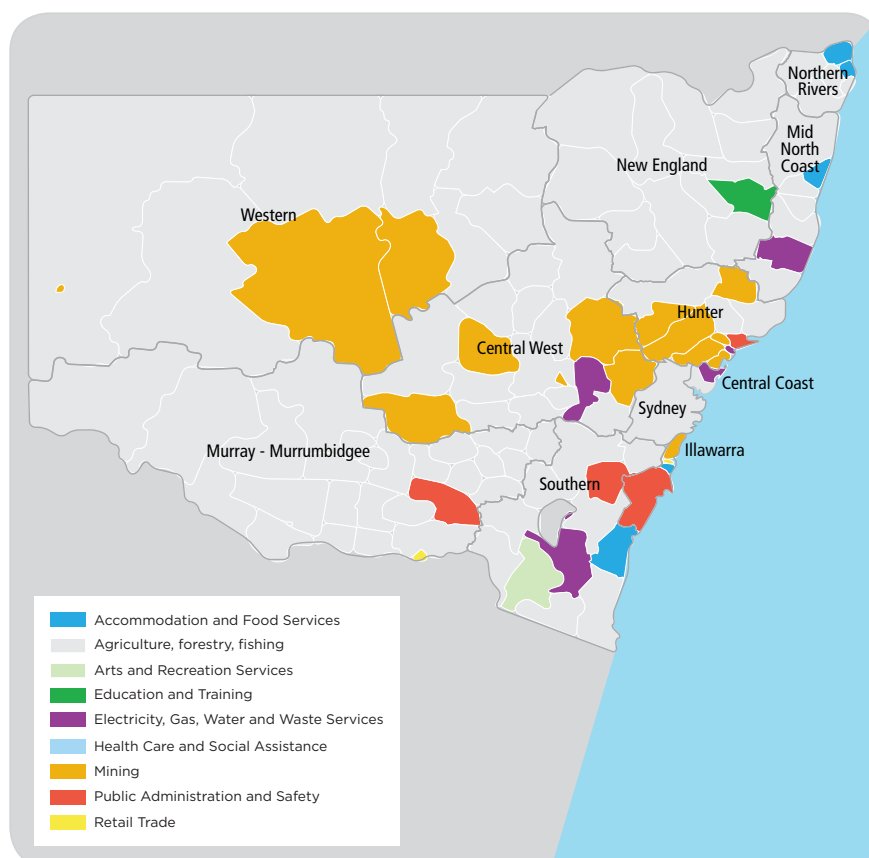 Northern
Rivers
Mid
North
Coast
New England
Western
Hunter
Central West
Central Coast
Sydney
Illawarra
Murray - Murrumbidgee
Southern
Accommodation and Food Services
Agriculture, forestry, fishing
Arts and Recreation Services
Education and Training
Electricity, Gas, Water and Waste Services
Health Care and Social Assistance
Mining
Public Administration and Safety
Retail Trade